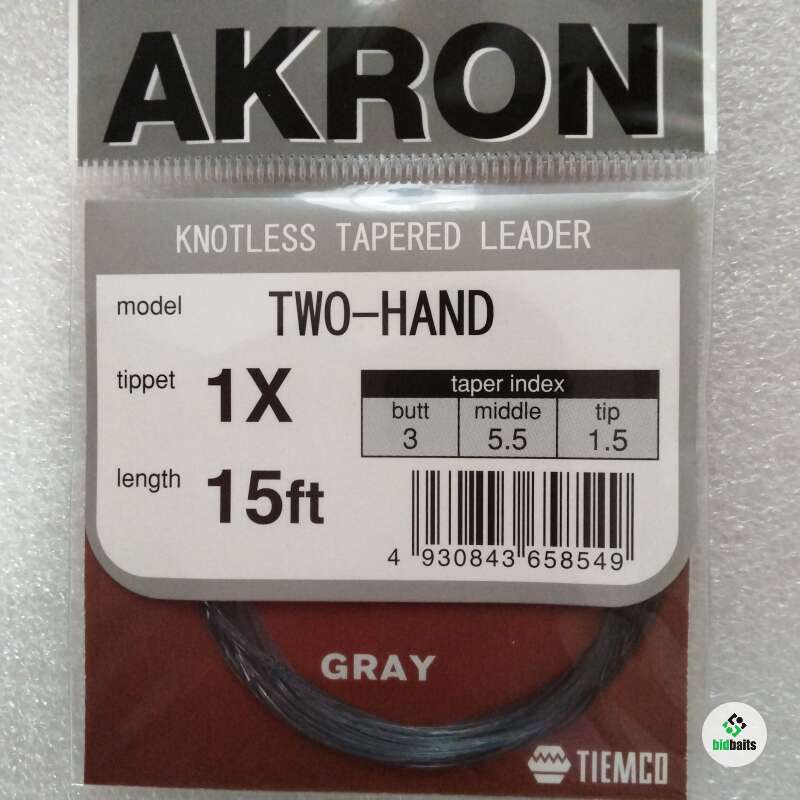 AKRON
KNOTLESS TAPERED LEADER
model TWO-HAND
tippet 1X
length 15ft
taper index
butt middle tip
3 5.5 1.5
4 930843 658549
GRAY
TIEMCO
bidbaits